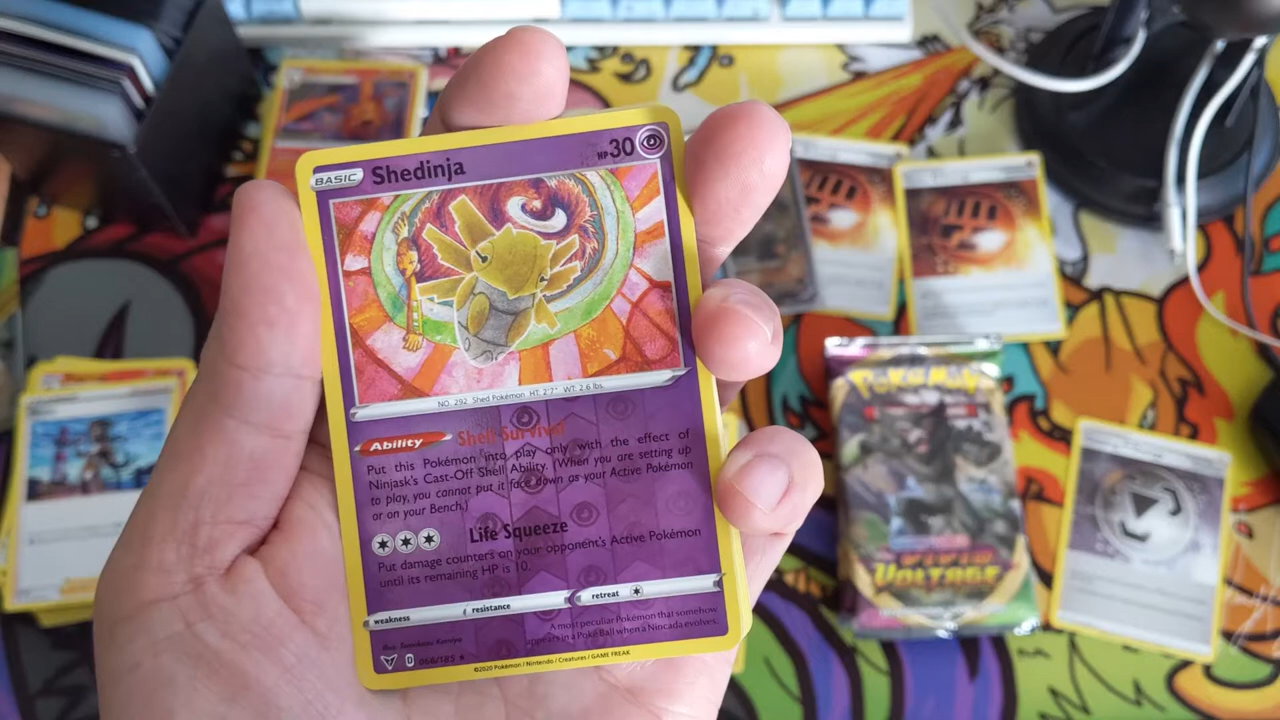 BASIC Shedinja HP 30
NO. 292 Shed Pokémon HT: 2'7" WT: 2.6 lbs.
Ability Shell Survivor
Put this Pokémon into play only with the effect of
Ninjask's Cast-Off Shell Ability. (When you are setting up
to play, you cannot put it face down as your Active Pokémon
or on your Bench.)
Life Squeeze
Put damage counters on your opponent's Active Pokémon
until its remaining HP is 10.
weakness resistance retreat
A most peculiar Pokémon that somehow
appears in a Poké Ball when a Nincada evolves.
Illus. Tomokazu Komiya
D 066/185 ★
©2020 Pokémon / Nintendo / Creatures / GAME FREAK
POKÉMON
VIVID
VOLTAGE